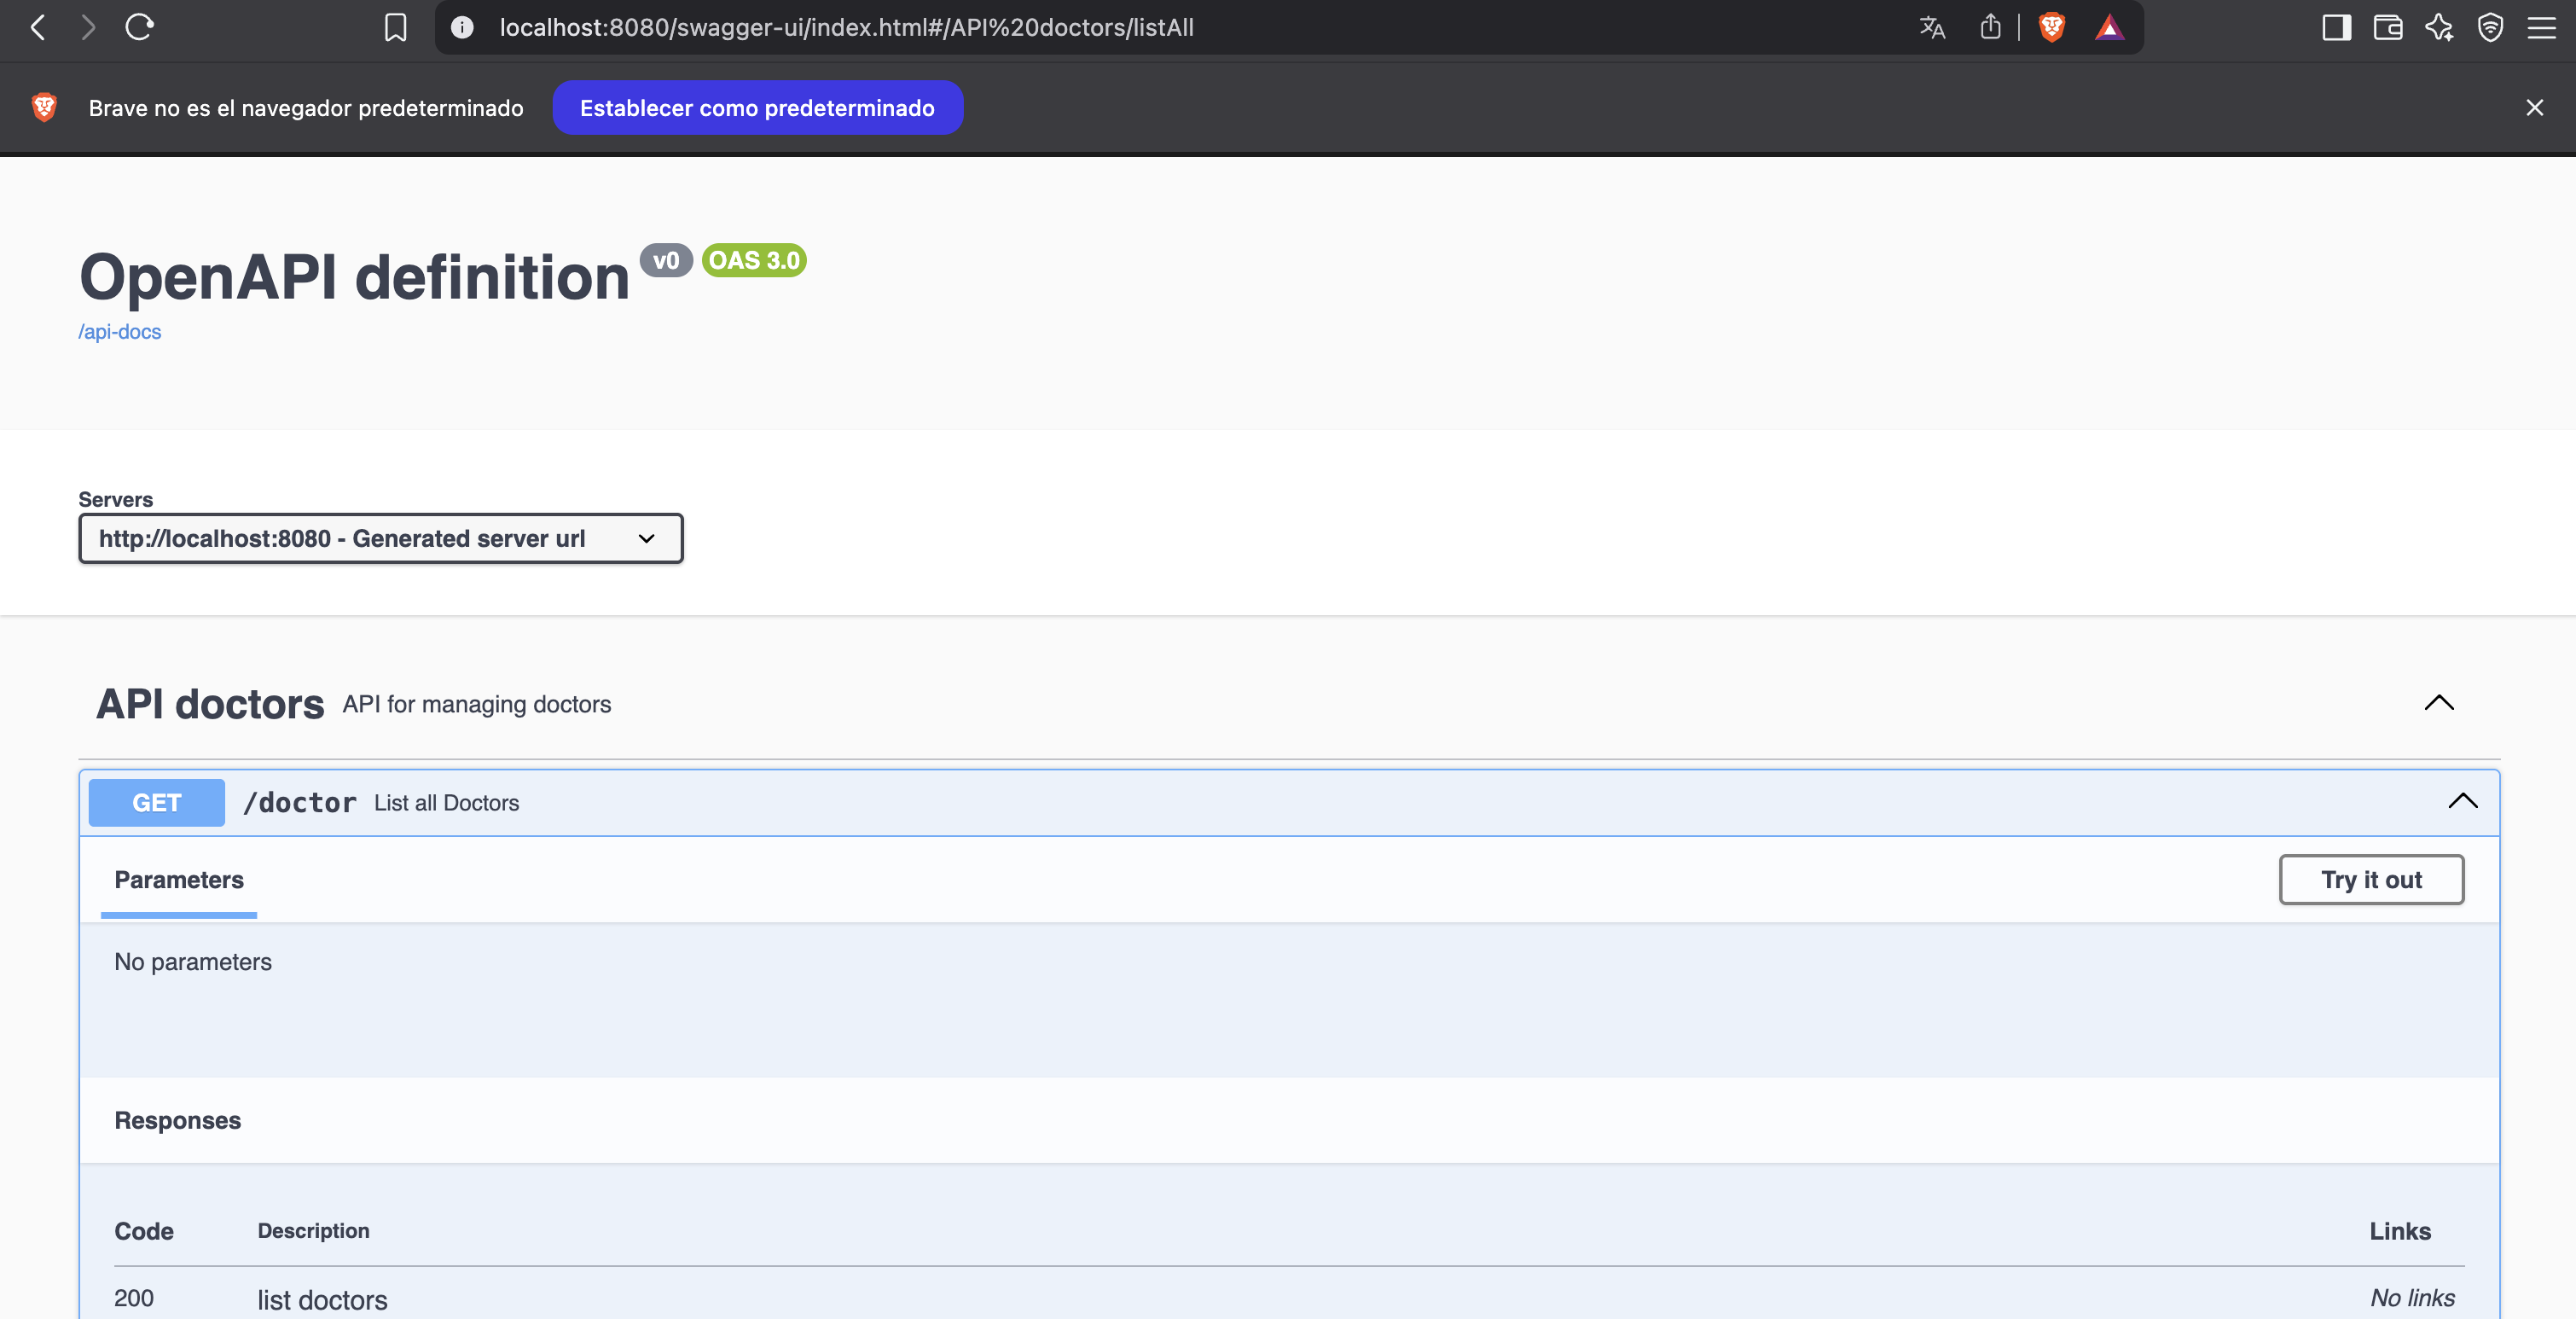 localhost:8080/swagger-ui/index.html#/API%20doctors/listAll
Brave no es el navegador predeterminado
Establecer como predeterminado
OpenAPI definition v0 OAS 3.0
/api-docs
Servers
http://localhost:8080 - Generated server url
API doctors API for managing doctors
GET /doctor List all Doctors
Parameters
Try it out
No parameters
Responses
Code Description Links
200 list doctors No links